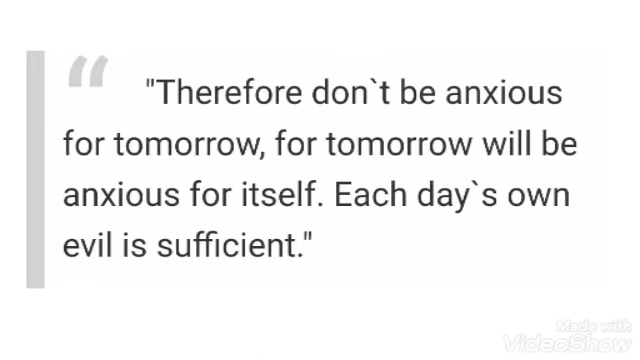 "Therefore don`t be anxious
for tomorrow, for tomorrow will be
anxious for itself. Each day`s own
evil is sufficient."
Made with
VideoShow